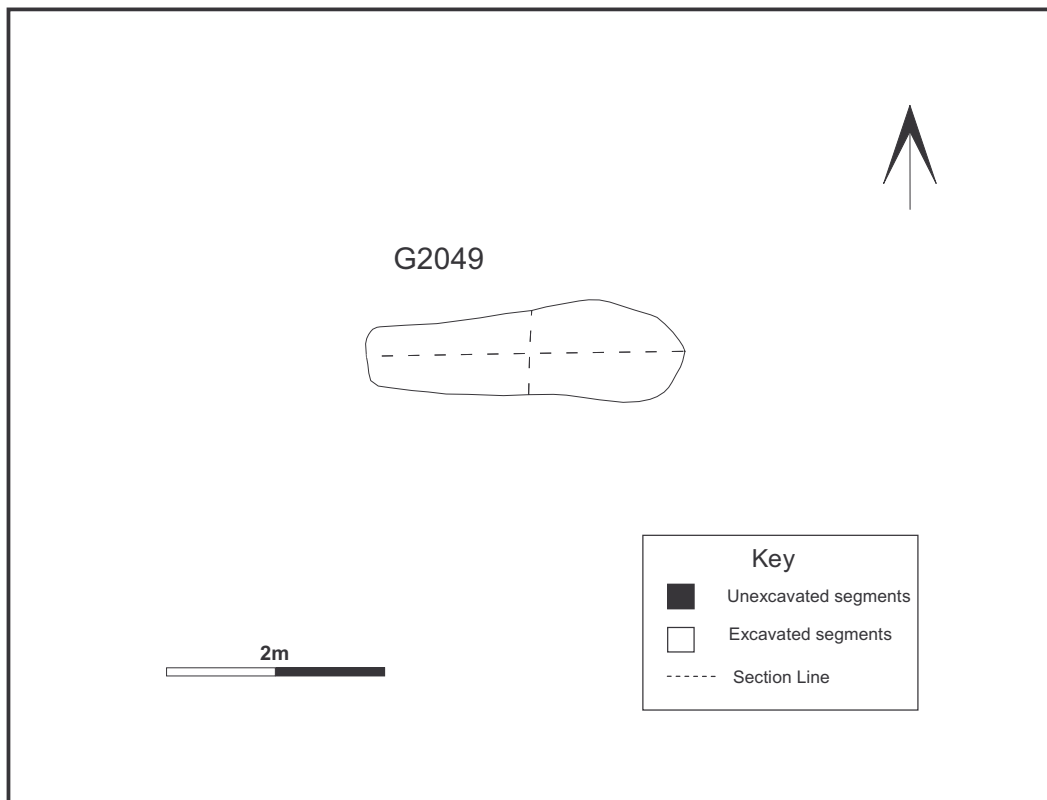 G2049
Key
Unexcavated segments
Excavated segments
Section Line
2m